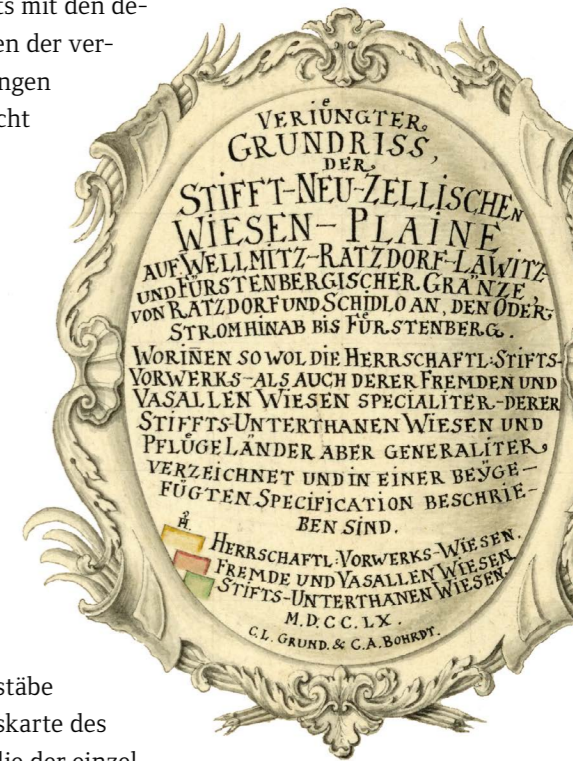 ts mit den de-
en der ver-
ngen
cht
VERIÜNGTER
GRUNDRISS,
DER
STIFFT-NEU-ZELLISCHEN
WIESEN-PLAINE
AUF WELLMITZ-RATZDORF-LAWITZ-
UND FÜRSTENBERGISCHER GRÄNZE,
VON RATZDORF UND SCHIDLO AN, DEN ODER-
STROM HINAB BIS FÜRSTENBERG.
WORINEN SO WOL DIE HERRSCHAFTL: STIFTS-
VORWERKS-ALS AUCH DERER FREMDEN UND
VASALLEN WIESEN SPECIALITER-DERER
STIFFTS-UNTERTHANEN WIESEN UND
PFLÜGE LÄNDER ABER GENERALITER
VERZEICHNET UND IN EINER BEŸGE-
FÜGTEN SPECIFICATION BESCHRIE-
BEN SIND.
HERRSCHAFTL: VORWERKS-WIESEN.
FREMDE UND VASALLEN WIESEN.
STIFTS-UNTERTHANEN WIESEN.
M.D.CC.LX.
C.L. GRUND. & C.A. BOHRDT.
stäbe
skarte des
lie der einzel